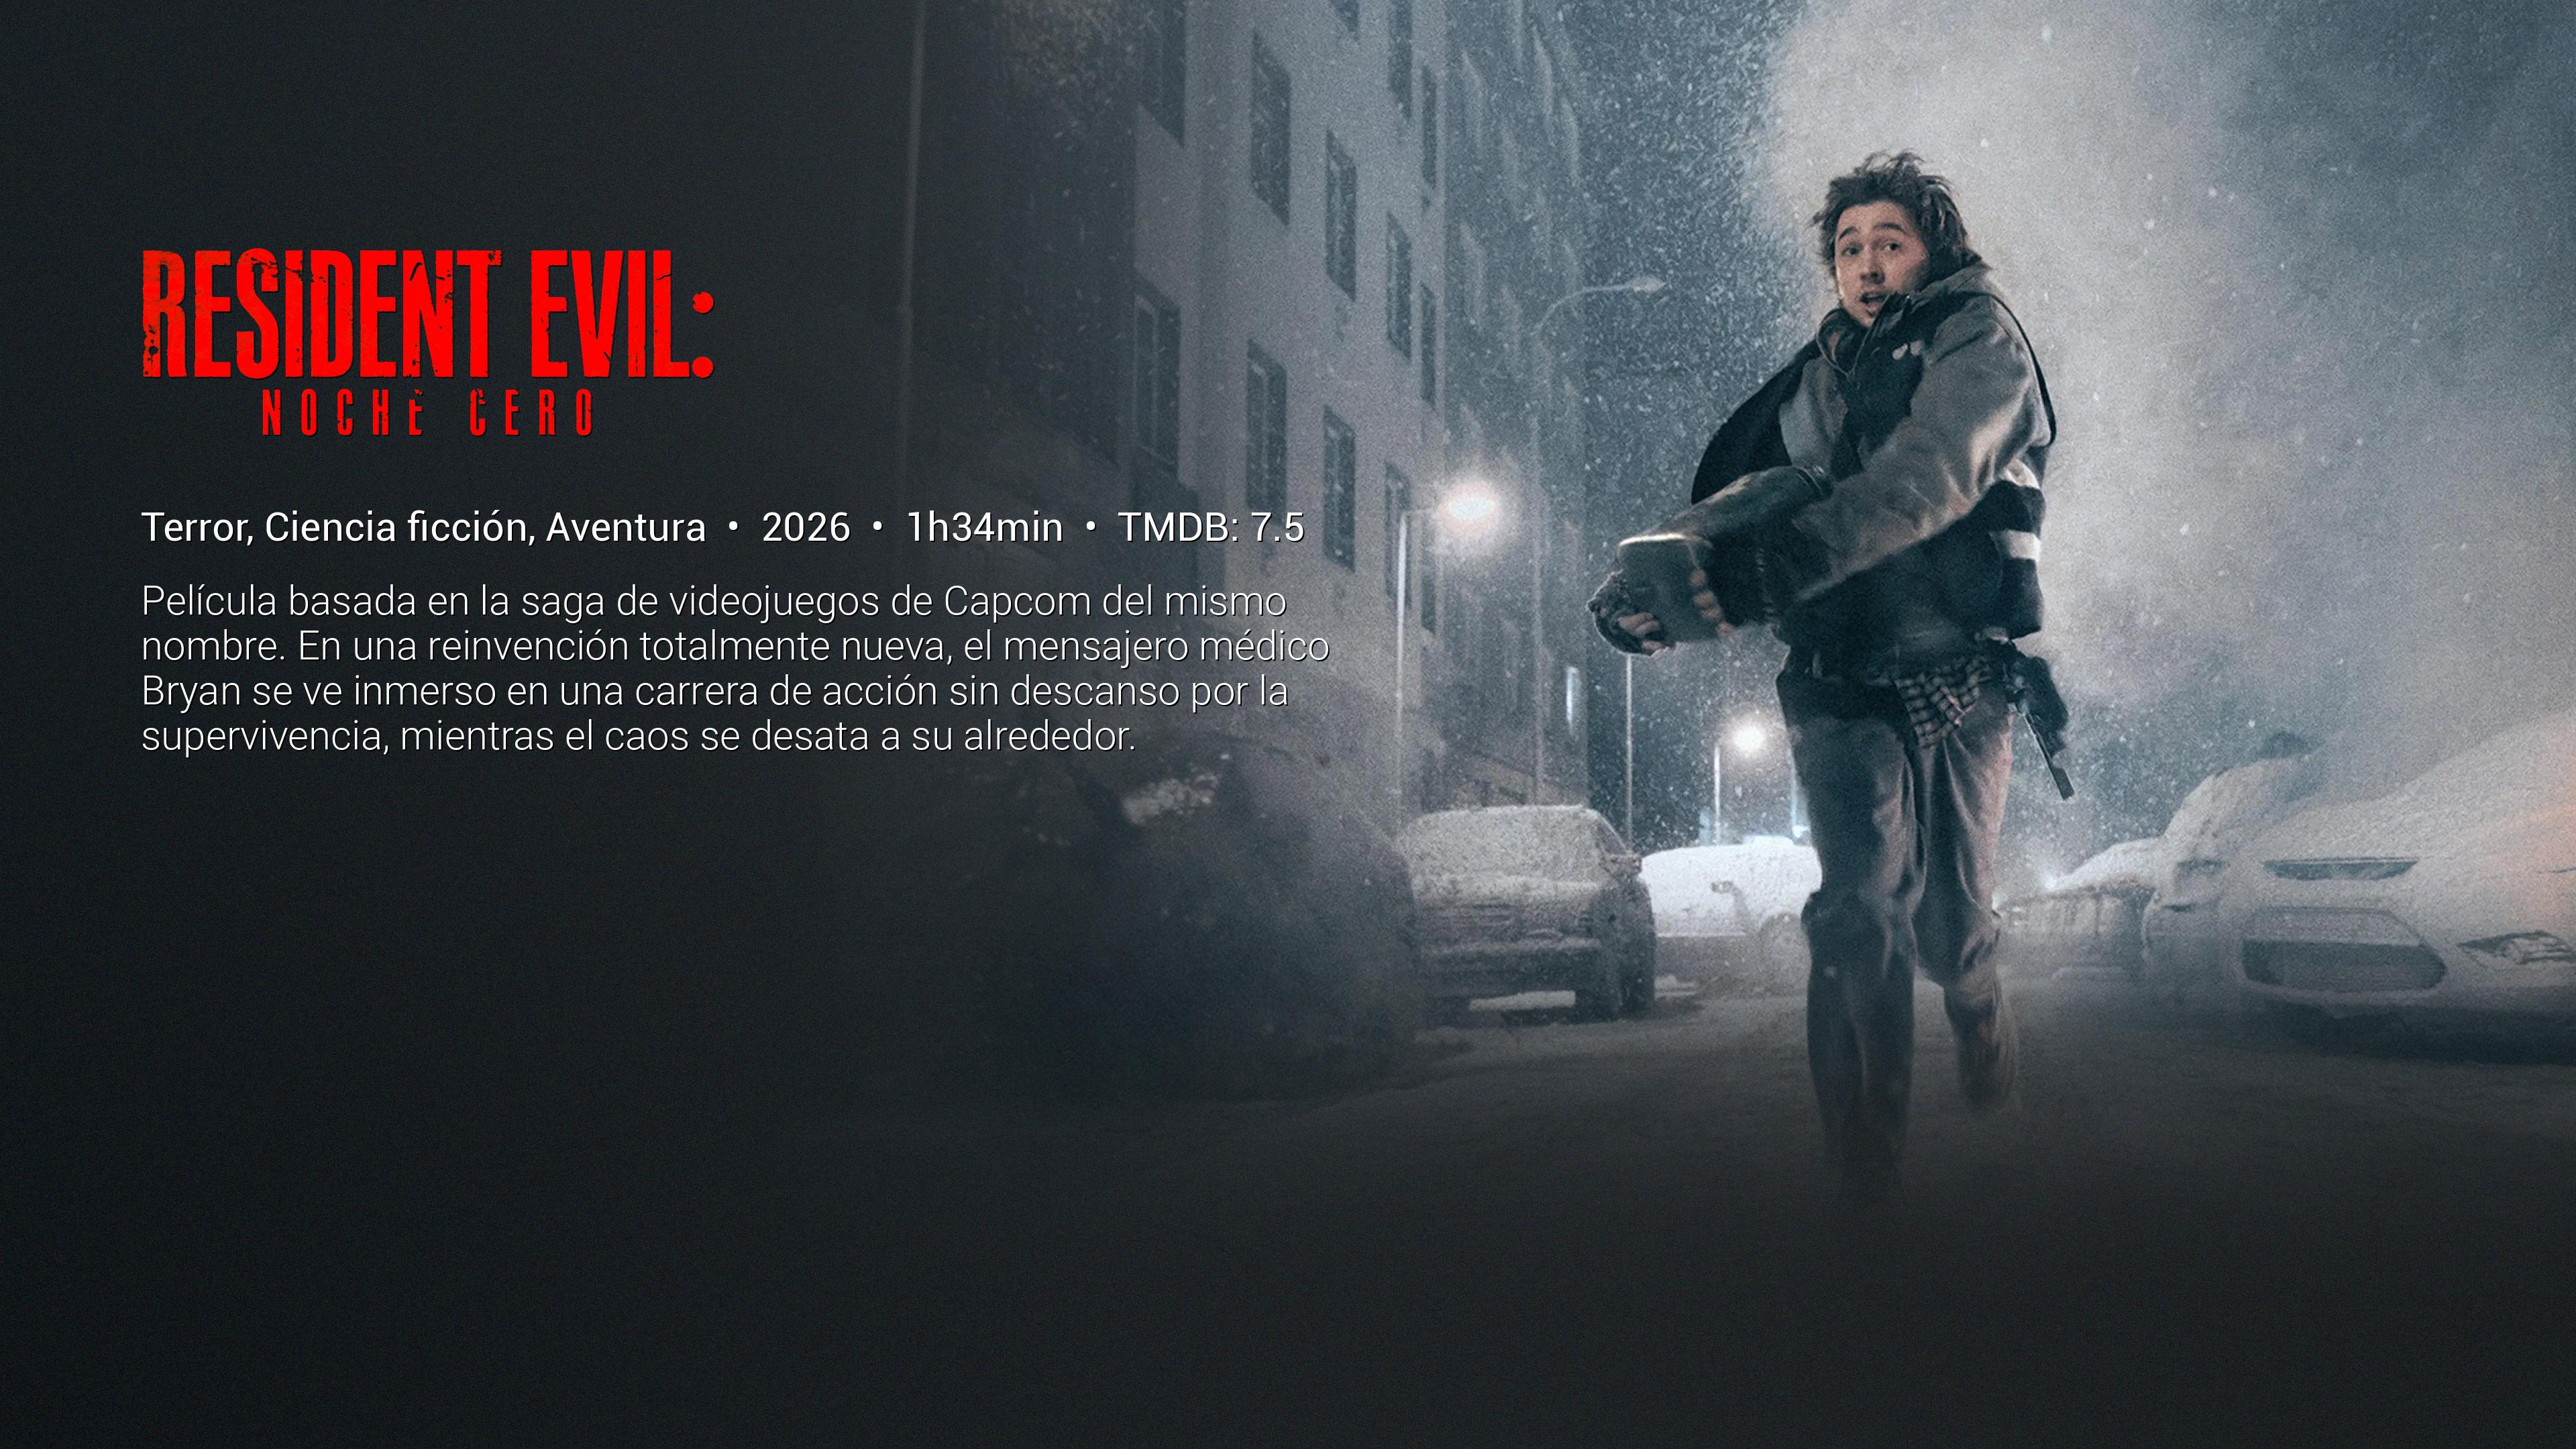 RESIDENT EVIL:
NOCHE CERO
Terror, Ciencia ficción, Aventura • 2026 • 1h34min • TMDB: 7.5
Película basada en la saga de videojuegos de Capcom del mismo
nombre. En una reinvención totalmente nueva, el mensajero médico
Bryan se ve inmerso en una carrera de acción sin descanso por la
supervivencia, mientras el caos se desata a su alrededor.